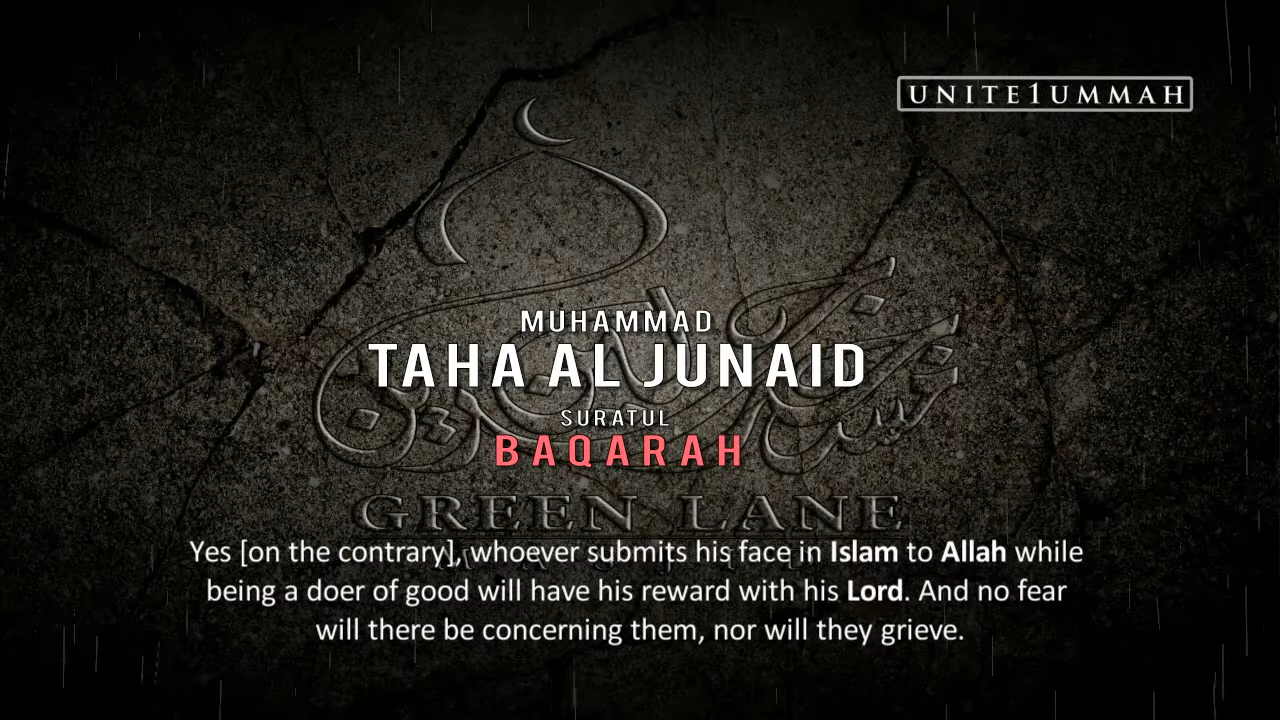 UNITE1UMMAH
MUHAMMAD
TAHA AL JUNAID
SURATUL
BAQARAH
GREEN LANE
Yes [on the contrary], whoever submits his face in Islam to Allah while
being a doer of good will have his reward with his Lord. And no fear
will there be concerning them, nor will they grieve.